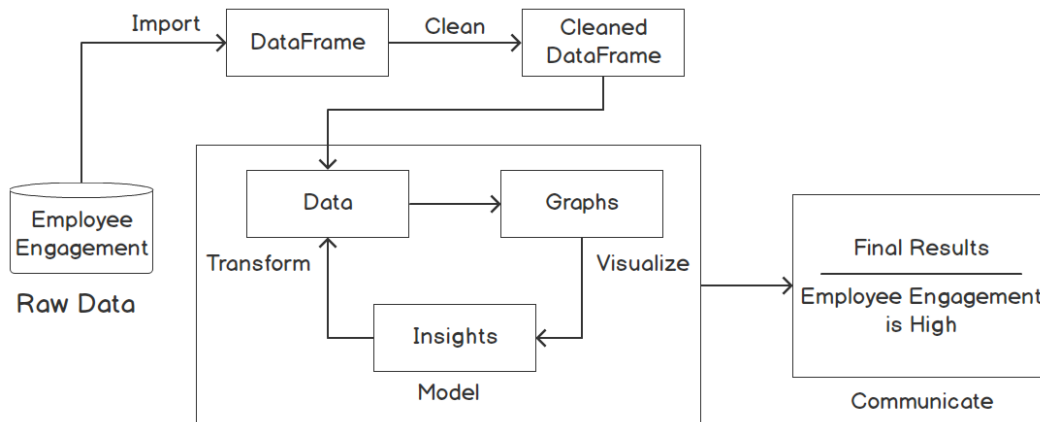 Import
DataFrame
Clean
Cleaned
DataFrame
Employee
Engagement
Raw Data
Data
Graphs
Transform
Visualize
Insights
Model
Final Results
Employee Engagement
is High
Communicate